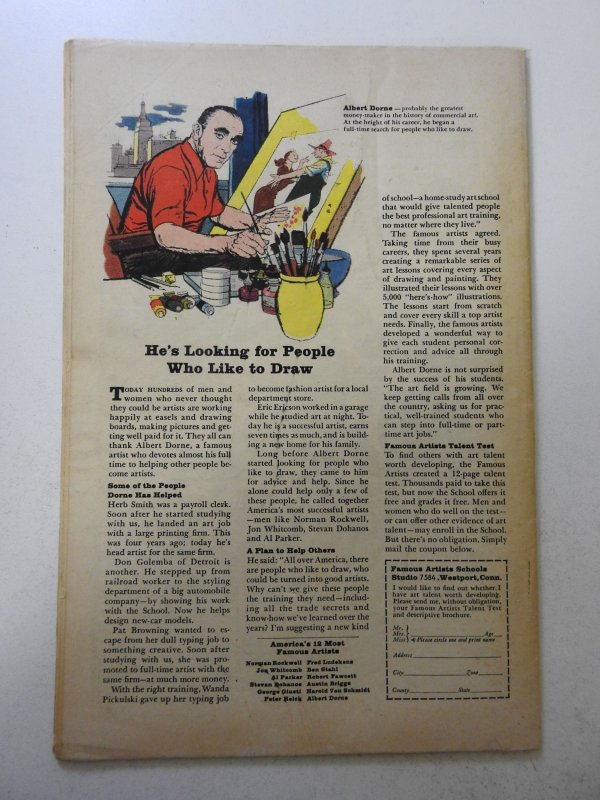 Albert Dorne—probably the greatest
money-maker in the history of commercial art.
At the height of his career, he began a
full-time search for people who like to draw.
He's Looking for People
Who Like to Draw
TODAY HUNDREDS of men and
women who never thought
they could be artists are working
happily at easels and drawing
boards, making pictures and get-
ting well paid for it. They all can
thank Albert Dorne, a famous
artist who devotes almost his full
time to helping other people be-
come artists.
Some of the People
Dorne Has Helped
Herb Smith was a payroll clerk.
Soon after he started studying
with us, he landed an art job
with a large printing firm. This
was four years ago; today he's
head artist for the same firm.
Don Golemba of Detroit is
another. He stepped up from
railroad worker to the styling
department of a big automobile
company—by showing his work
with the School. Now he helps
design new-car models.
Pat Browning wanted to es-
cape from her dull typing job to
something creative. Soon after
studying with us, she was pro-
moted to full-time artist with the
same firm—at much more money.
With the right training, Wanda
Pickulski gave up her typing job
to become fashion artist for a local
department store.
Eric Ericson worked in a garage
while he studied art at night. To-
day he is a successful artist, earns
seven times as much, and is build-
ing a new home for his family.
Long before Albert Dorne
started looking for people who
like to draw, they came to him
for advice and help. Since he
alone could help only a few of
these people, he called together
America's most successful artists
—men like Norman Rockwell,
Jon Whitcomb, Stevan Dohanos
and Al Parker.
A Plan to Help Others
He said: "All over America, there
are people who like to draw, who
could be turned into good artists.
Why can't we give these people
the training they need—includ-
ing all the trade secrets and
know-how we've learned over the
years? I'm suggesting a new kind
America's 12 Most
Famous Artists
Norman Rockwell Fred Ludekens
Jon Whitcomb Ben Stahl
Al Parker Robert Fawcett
Stevan Dohanos Austin Briggs
George Giusti Harold Von Schmidt
Peter Helck Albert Dorne
of school—a home-study art school
that would give talented people
the best professional art training,
no matter where they live."
The famous artists agreed.
Taking time from their busy
careers, they spent several years
creating a remarkable series of
art lessons covering every aspect
of drawing and painting. They
illustrated their lessons with over
5,000 "here's-how" illustrations.
The lessons start from scratch
and cover every skill a top artist
needs. Finally, the famous artists
developed a wonderful way to
give each student personal cor-
rection and advice all through
his training.
Albert Dorne is not surprised
by the success of his students.
"The art field is growing. We
keep getting calls from all over
the country, asking us for prac-
tical, well-trained students who
can step into full-time or part-
time art jobs."
Famous Artists Talent Test
To find others with art talent
worth developing, the Famous
Artists created a 12-page talent
test. Thousands paid to take this
test, but now the School offers it
free and grades it free. Men and
women who do well on the test—
or can offer other evidence of art
talent—may enroll in the School.
But there's no obligation. Simply
mail the coupon below.
Famous Artists Schools
Studio 7584, Westport, Conn.
I would like to find out whether I
have art talent worth developing.
Please send me, without obligation,
your Famous Artists Talent Test
and descriptive brochure.
Mr.
Mrs. Age
Miss Please circle one and print name
Address
City Zone
County State